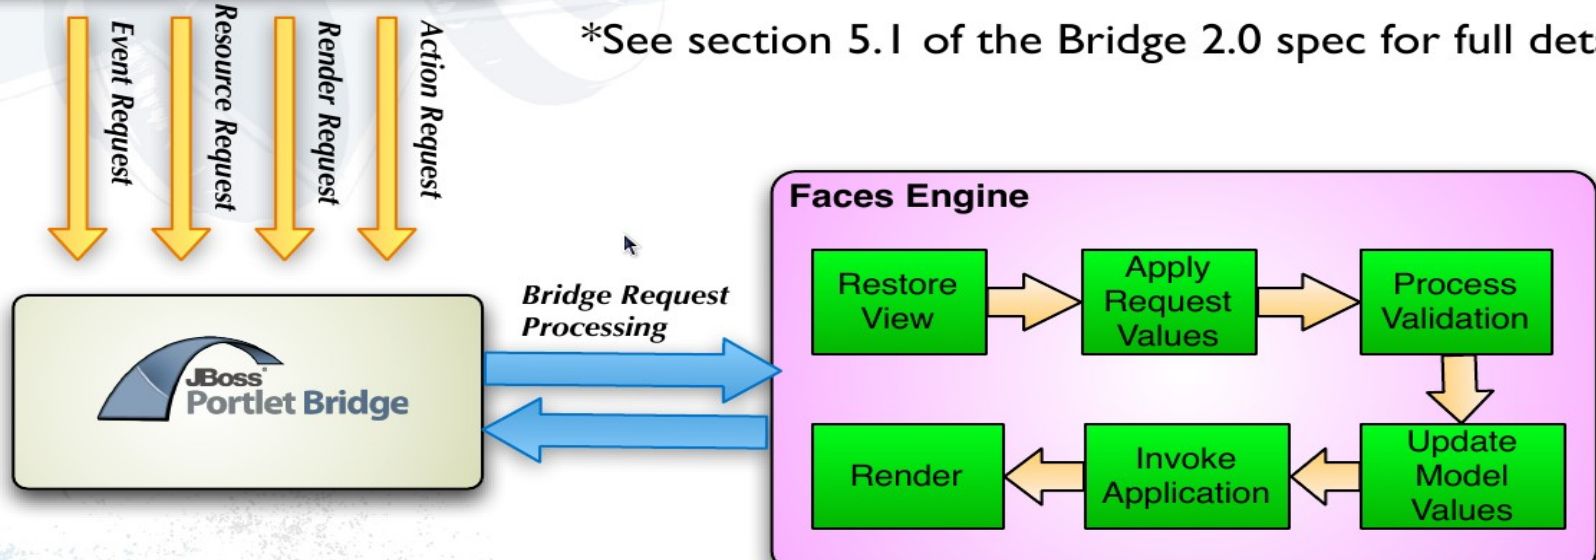 *See section 5.1 of the Bridge 2.0 spec for full
Event Request
Resource Request
Render Request
Action Request
JBoss
Portlet Bridge
Bridge Request
Processing
Faces Engine
Restore
View
Apply
Request
Values
Process
Validation
Update
Model
Values
Invoke
Application
Render